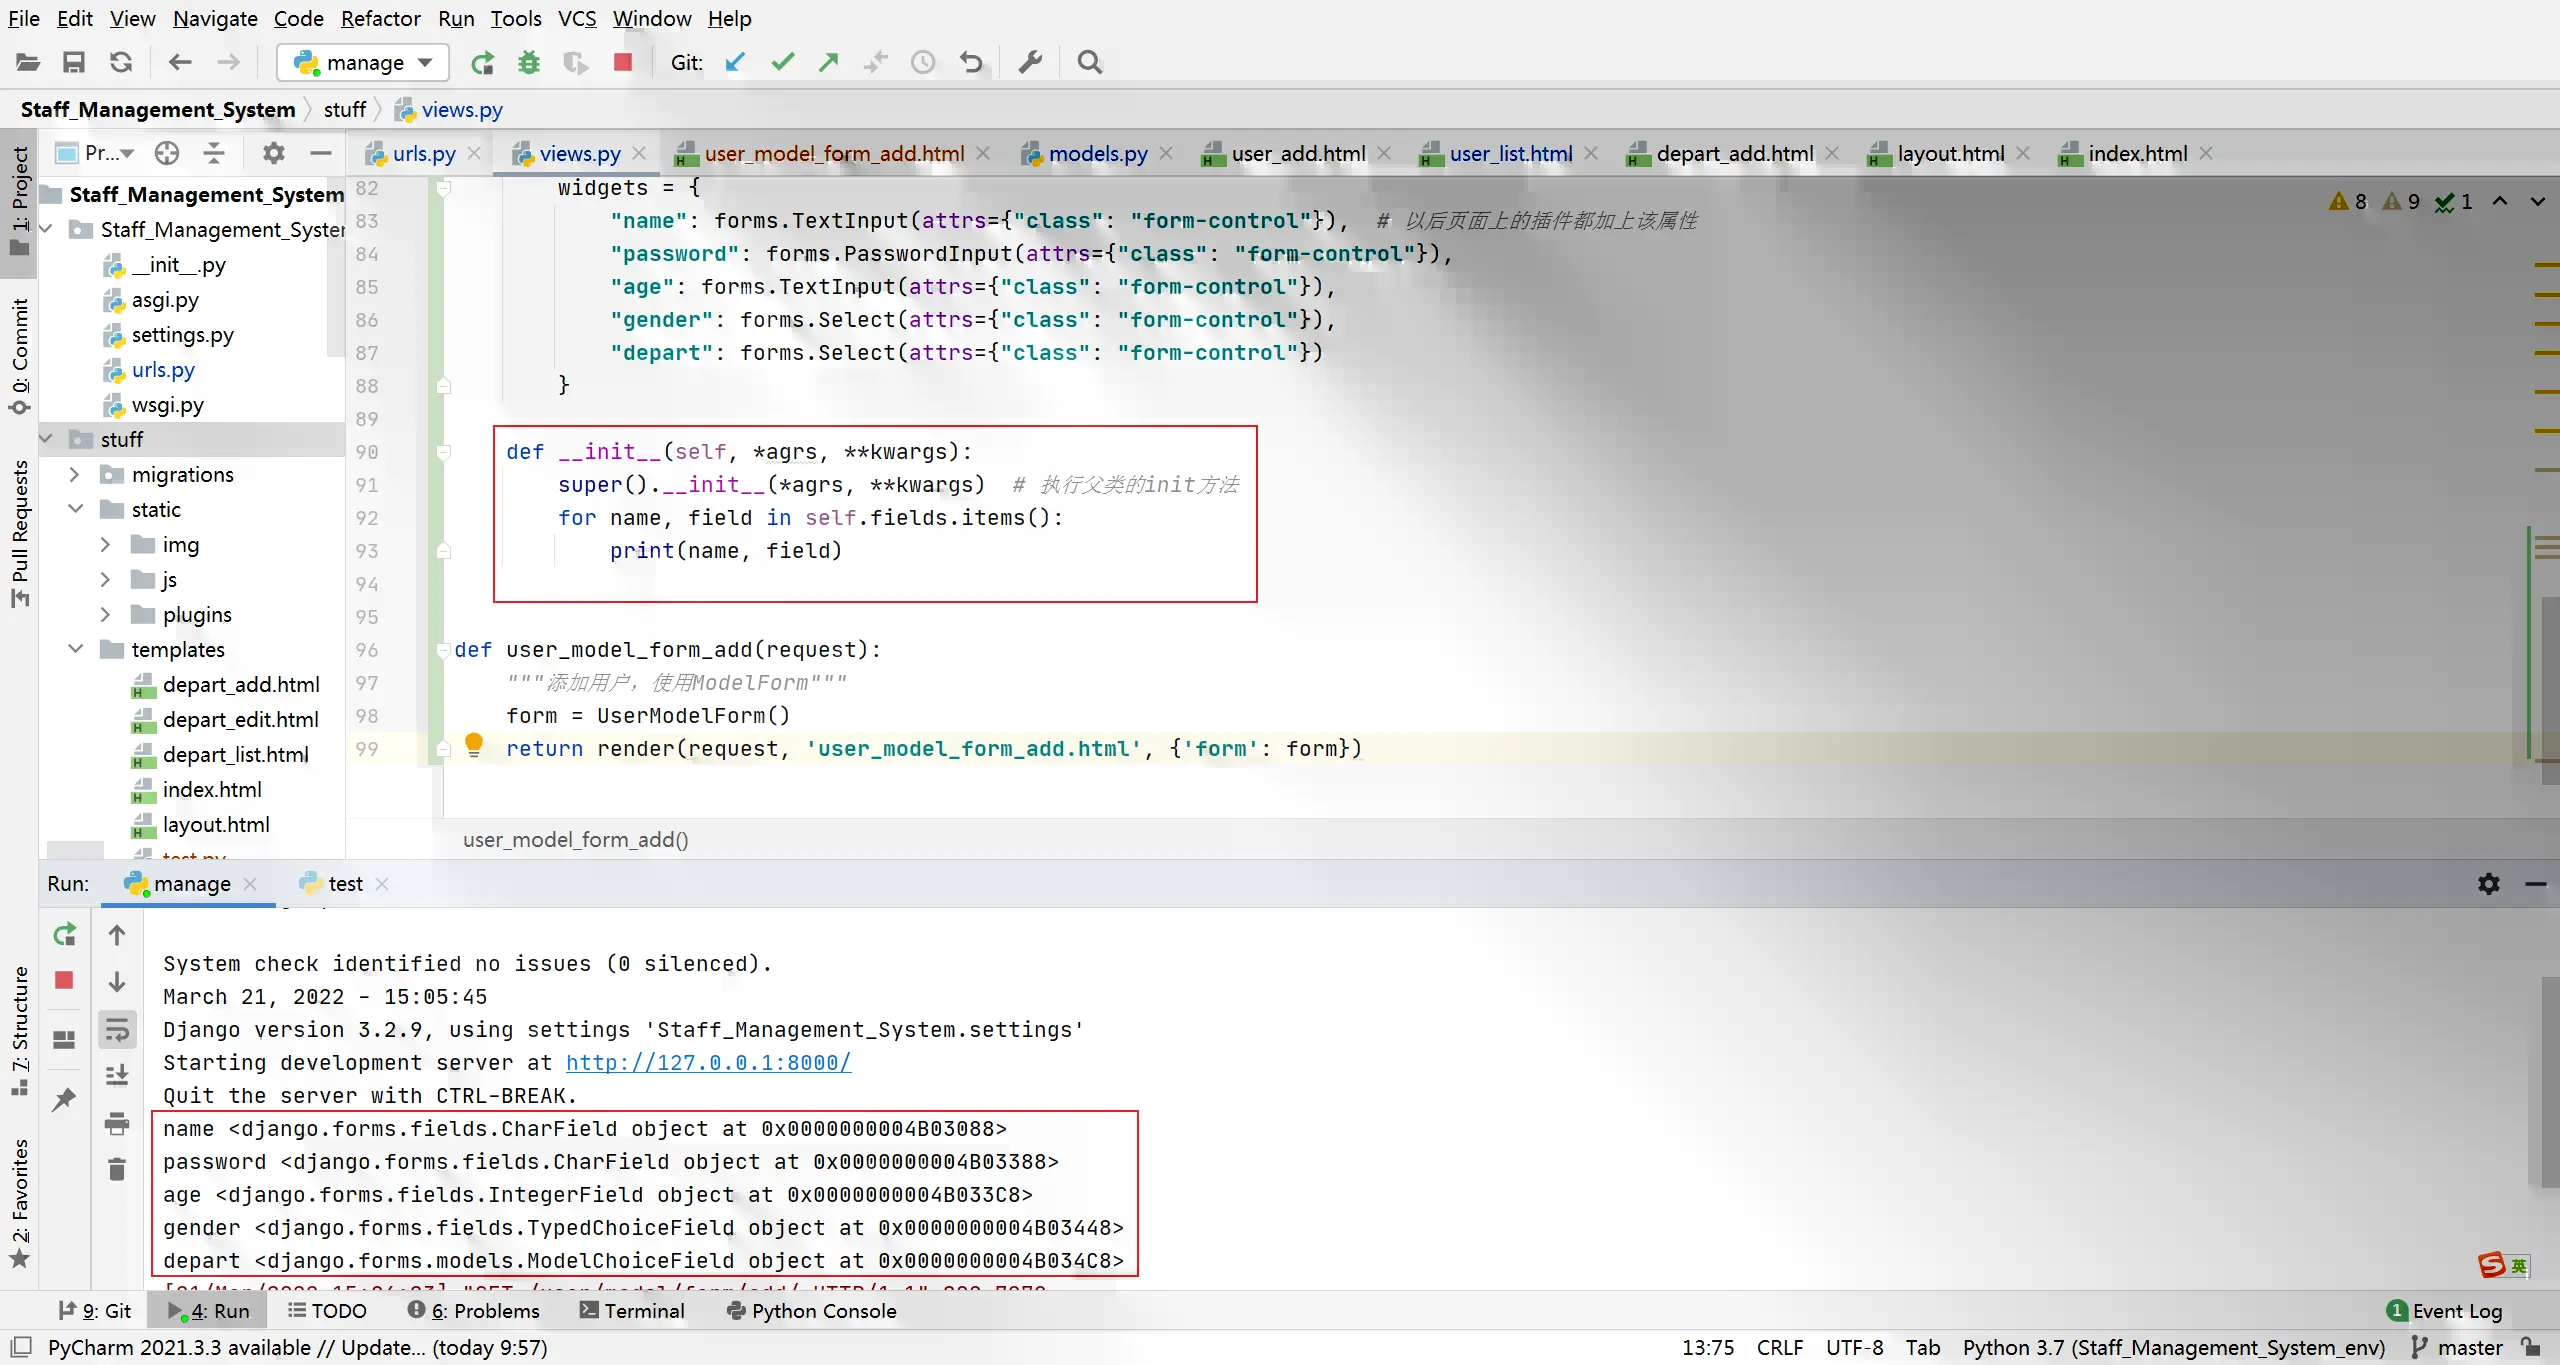 File Edit View Navigate Code Refactor Run Tools VCS Window Help
manage Git:
Staff_Management_System stuff views.py
Pr... urls.py views.py user_model_form_add.html models.py user_add.html user_list.html depart_add.html layout.html index.html
1: Project
0: Commit
Pull Requests
7: Structure
2: Favorites
Staff_Management_System
Staff_Management_Syster
__init__.py
asgi.py
settings.py
urls.py
wsgi.py
stuff
migrations
static
img
js
plugins
templates
depart_add.html
depart_edit.html
depart_list.html
index.html
layout.html
test.py
8 9 1
82 widgets = {
83 "name": forms.TextInput(attrs={"class": "form-control"}), # 以后页面上的插件都加上该属性
84 "password": forms.PasswordInput(attrs={"class": "form-control"}),
85 "age": forms.TextInput(attrs={"class": "form-control"}),
86 "gender": forms.Select(attrs={"class": "form-control"}),
87 "depart": forms.Select(attrs={"class": "form-control"})
88 }
89
90 def __init__(self, *agrs, **kwargs):
91 super().__init__(*agrs, **kwargs) # 执行父类的init方法
92 for name, field in self.fields.items():
93 print(name, field)
94
95
96 def user_model_form_add(request):
97 """添加用户，使用ModelForm"""
98 form = UserModelForm()
99 return render(request, 'user_model_form_add.html', {'form': form})
user_model_form_add()
Run: manage test
System check identified no issues (0 silenced).
March 21, 2022 - 15:05:45
Django version 3.2.9, using settings 'Staff_Management_System.settings'
Starting development server at http://127.0.0.1:8000/
Quit the server with CTRL-BREAK.
name <django.forms.fields.CharField object at 0x0000000004B03088>
password <django.forms.fields.CharField object at 0x0000000004B03388>
age <django.forms.fields.IntegerField object at 0x0000000004B033C8>
gender <django.forms.fields.TypedChoiceField object at 0x0000000004B03448>
depart <django.forms.models.ModelChoiceField object at 0x0000000004B034C8>
英
9: Git 4: Run TODO 6: Problems Terminal Python Console 1 Event Log
PyCharm 2021.3.3 available // Update... (today 9:57) 13:75 CRLF UTF-8 Tab Python 3.7 (Staff_Management_System_env) master